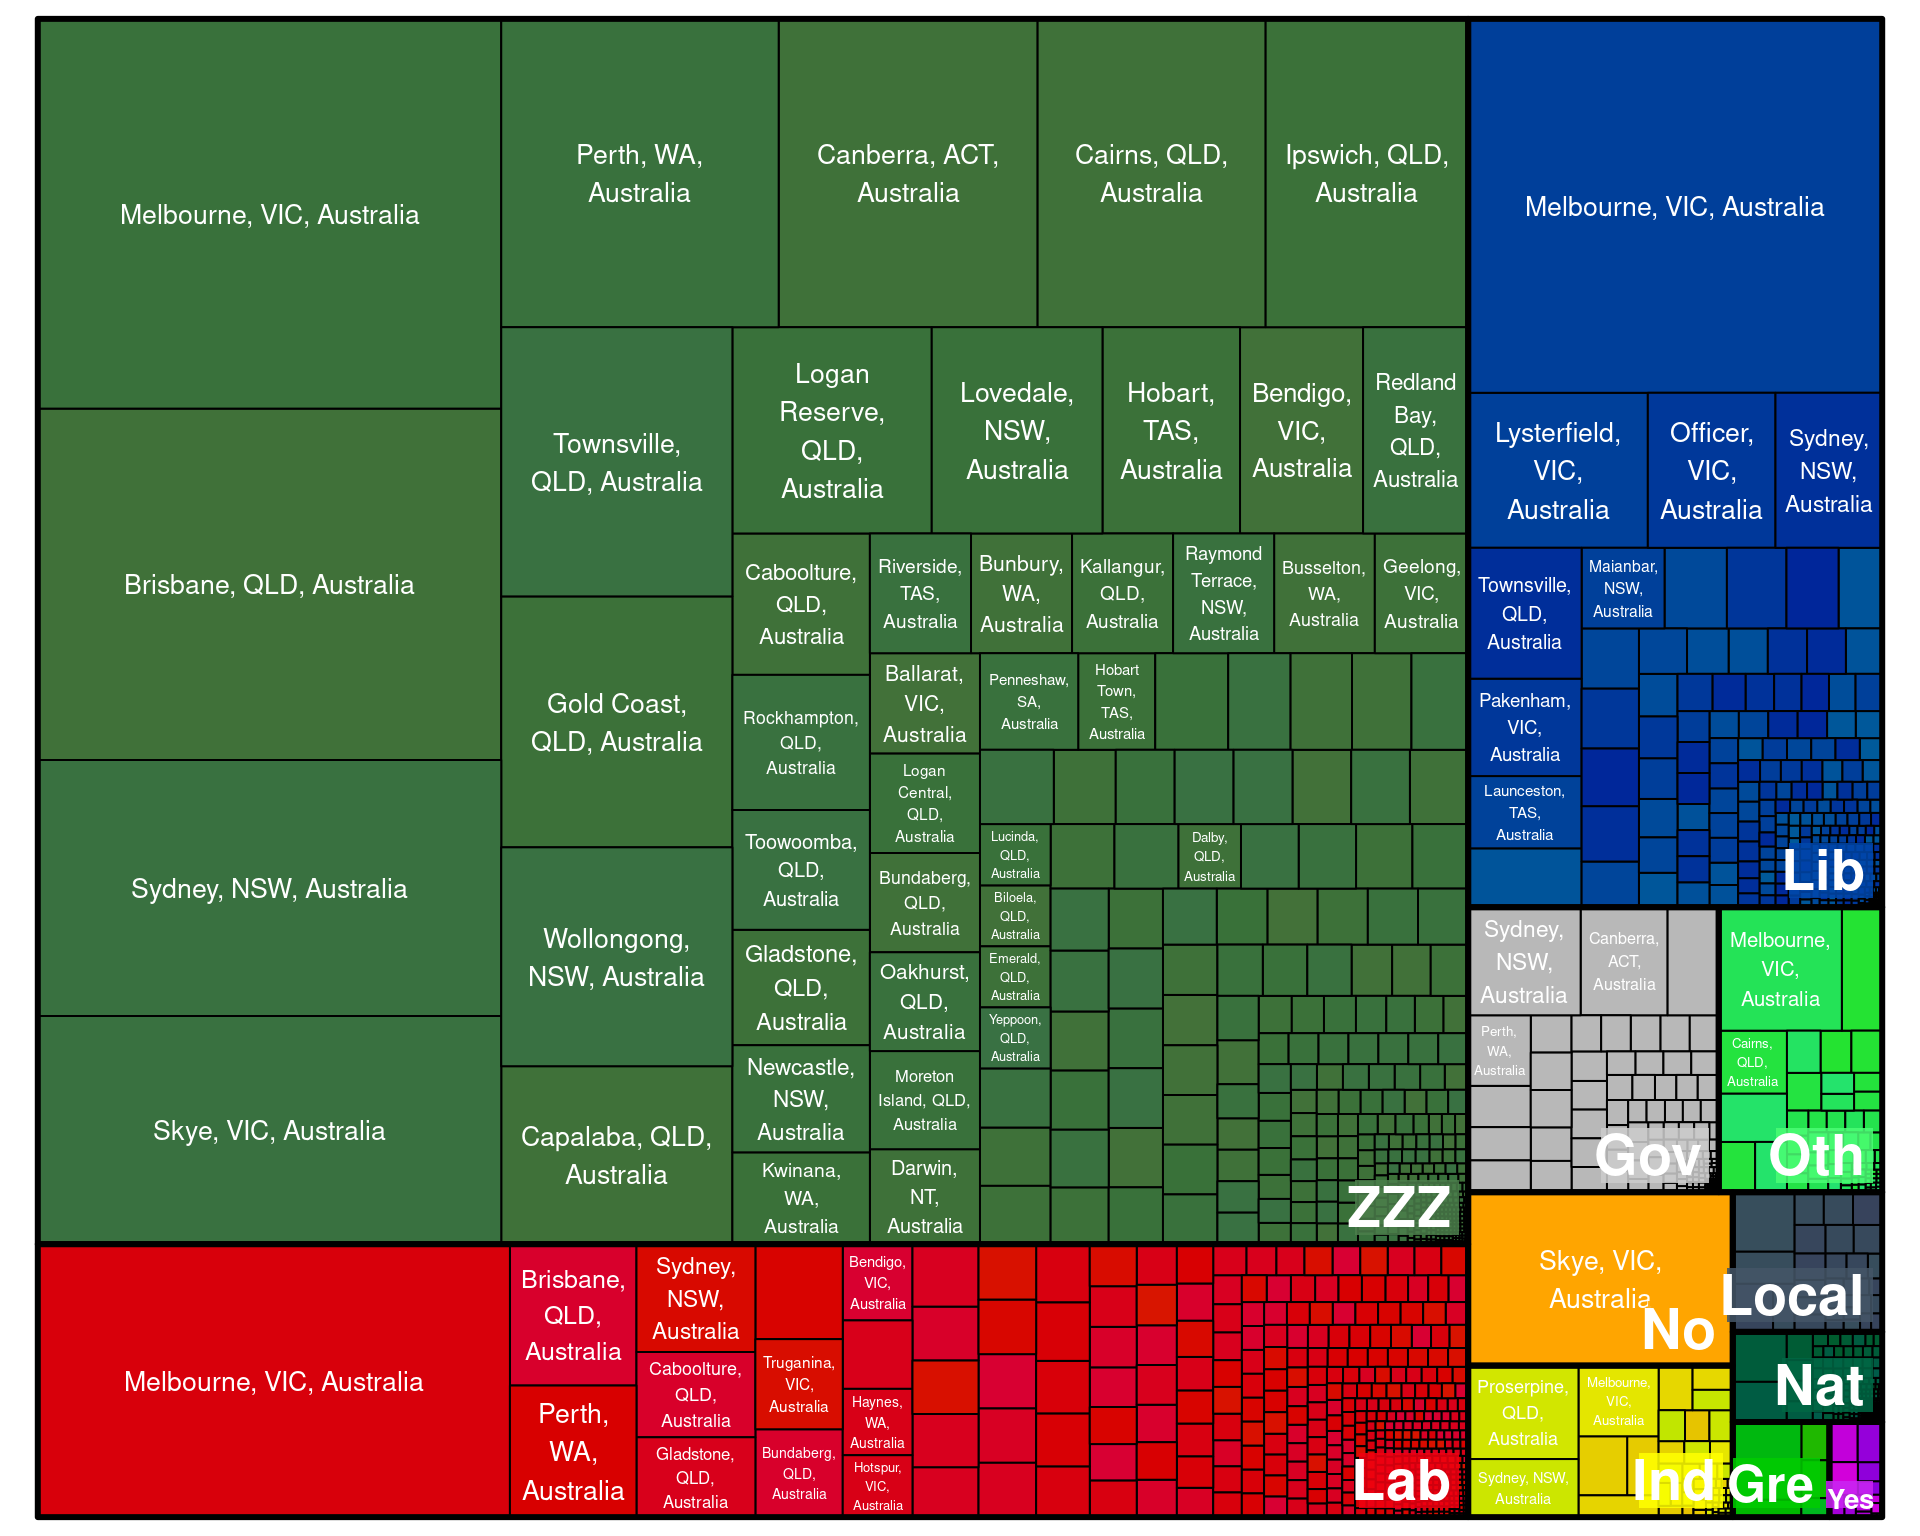 Melbourne, VIC, Australia
Brisbane, QLD, Australia
Sydney, NSW, Australia
Skye, VIC, Australia
Perth, WA,
Australia
Canberra, ACT,
Australia
Cairns, QLD,
Australia
Ipswich, QLD,
Australia
Townsville,
QLD, Australia
Gold Coast,
QLD, Australia
Wollongong,
NSW, Australia
Capalaba, QLD,
Australia
Logan
Reserve,
QLD,
Australia
Lovedale,
NSW,
Australia
Hobart,
TAS,
Australia
Bendigo,
VIC,
Australia
Redland
Bay,
QLD,
Australia
Caboolture,
QLD,
Australia
Rockhampton,
QLD,
Australia
Toowoomba,
QLD,
Australia
Gladstone,
QLD,
Australia
Newcastle,
NSW,
Australia
Kwinana,
WA,
Australia
Riverside,
TAS,
Australia
Bunbury,
WA,
Australia
Kallangur,
QLD,
Australia
Raymond
Terrace,
NSW,
Australia
Busselton,
WA,
Australia
Geelong,
VIC,
Australia
Ballarat,
VIC,
Australia
Logan
Central,
QLD,
Australia
Bundaberg,
QLD,
Australia
Oakhurst,
QLD,
Australia
Moreton
Island, QLD,
Australia
Darwin,
NT,
Australia
Penneshaw,
SA,
Australia
Hobart
Town,
TAS,
Australia
Lucinda,
QLD,
Australia
Biloela,
QLD,
Australia
Emerald,
QLD,
Australia
Yeppoon,
QLD,
Australia
Dalby,
QLD,
Australia
ZZZ
Melbourne, VIC, Australia
Brisbane,
QLD,
Australia
Perth,
WA,
Australia
Sydney,
NSW,
Australia
Caboolture,
QLD,
Australia
Gladstone,
QLD,
Australia
Truganina,
VIC,
Australia
Bundaberg,
QLD,
Australia
Bendigo,
VIC,
Australia
Haynes,
WA,
Australia
Hotspur,
VIC,
Australia
Lab
Melbourne, VIC, Australia
Lysterfield,
VIC,
Australia
Officer,
VIC,
Australia
Sydney,
NSW,
Australia
Townsville,
QLD,
Australia
Pakenham,
VIC,
Australia
Launceston,
TAS,
Australia
Maianbar,
NSW,
Australia
Lib
Sydney,
NSW,
Australia
Canberra,
ACT,
Australia
Perth,
WA,
Australia
Gov
Melbourne,
VIC,
Australia
Cairns,
QLD,
Australia
Oth
Skye, VIC,
Australia
No
Local
Nat
Proserpine,
QLD,
Australia
Sydney, NSW,
Australia
Melbourne,
VIC,
Australia
Ind
Gre
Yes